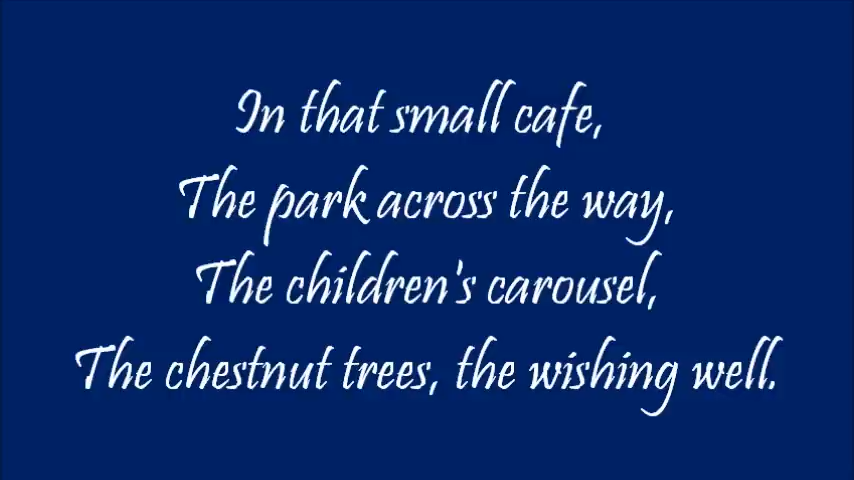 In that small cafe,
The park across the way,
The children's carousel,
The chestnut trees, the wishing well.